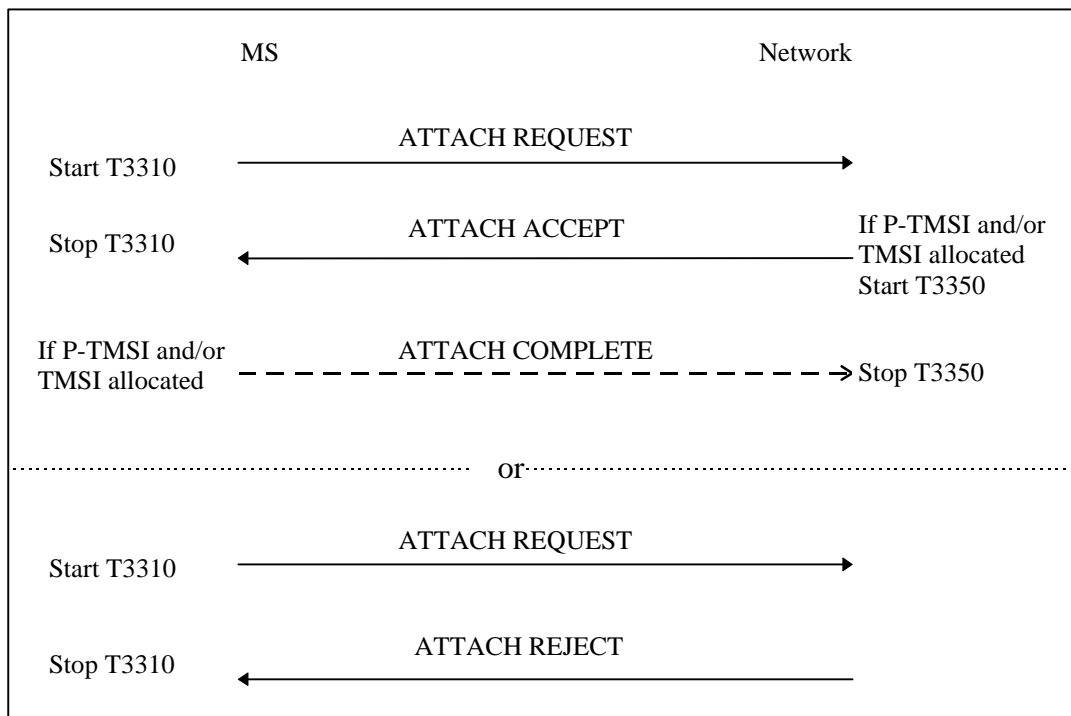 MS
Network
ATTACH REQUEST
Start T3310
ATTACH ACCEPT
Stop T3310
If P-TMSI and/or
TMSI allocated
Start T3350
If P-TMSI and/or
TMSI allocated
ATTACH COMPLETE
Stop T3350
or
ATTACH REQUEST
Start T3310
ATTACH REJECT
Stop T3310